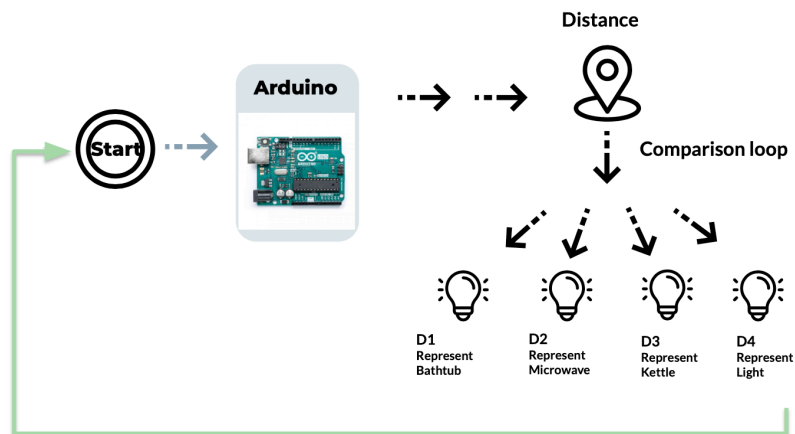 Distance
Arduino
Start
Comparison loop
D1
Represent
Bathtub
D2
Represent
Microwave
D3
Represent
Kettle
D4
Represent
Light